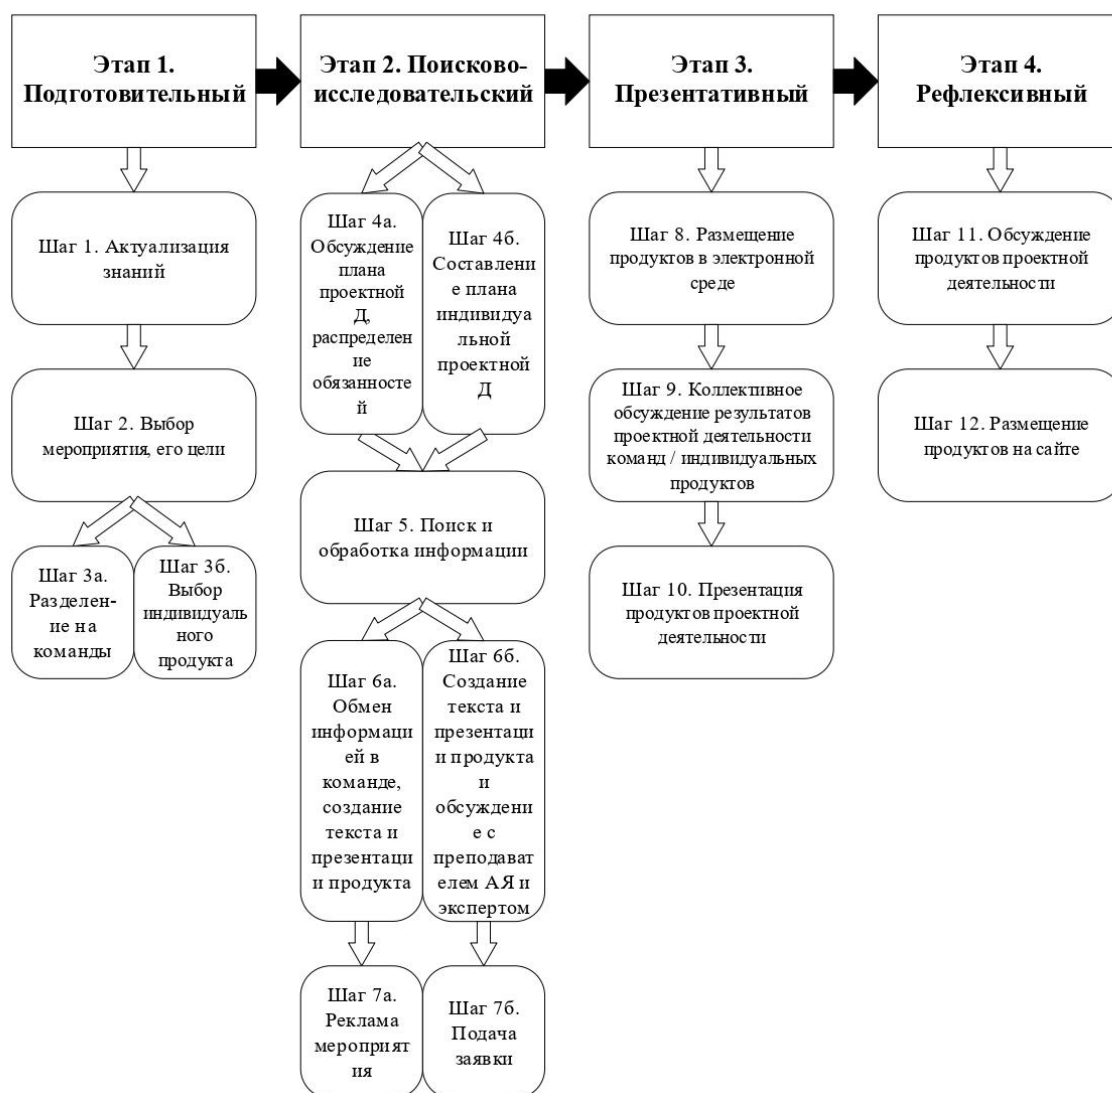 Этап 1.
Подготовительный
Этап 2. Поисково-
исследовательский
Этап 3.
Презентативный
Этап 4.
Рефлексивный
Шаг 1. Актуализация
знаний
Шаг 2. Выбор
мероприятия, его цели
Шаг 3а.
Разделен-
ие на
команды
Шаг 3б.
Выбор
индивидуаль
ного
продукта
Шаг 4а.
Обсуждение
плана
проектной
Д,
распределен
ие
обязанносте
й
Шаг 4б.
Составлени
е плана
индивидуа
льной
проектной
Д
Шаг 5. Поиск и
обработка информации
Шаг 6а.
Обмен
информаци
ей в
команде,
создание
текста и
презентаци
и продукта
Шаг 6б.
Создание
текста и
презентаци
и продукта
и
обсуждени
е с
преподават
елем АЯ и
экспертом
Шаг 7а.
Реклама
мероприят
ия
Шаг 7б.
Подача
заявки
Шаг 8. Размещение
продуктов в электронной
среде
Шаг 9. Коллективное
обсуждение результатов
проектной деятельности
команд / индивидуальных
продуктов
Шаг 10. Презентация
продуктов проектной
деятельности
Шаг 11. Обсуждение
продуктов проектной
деятельности
Шаг 12. Размещение
продуктов на сайте